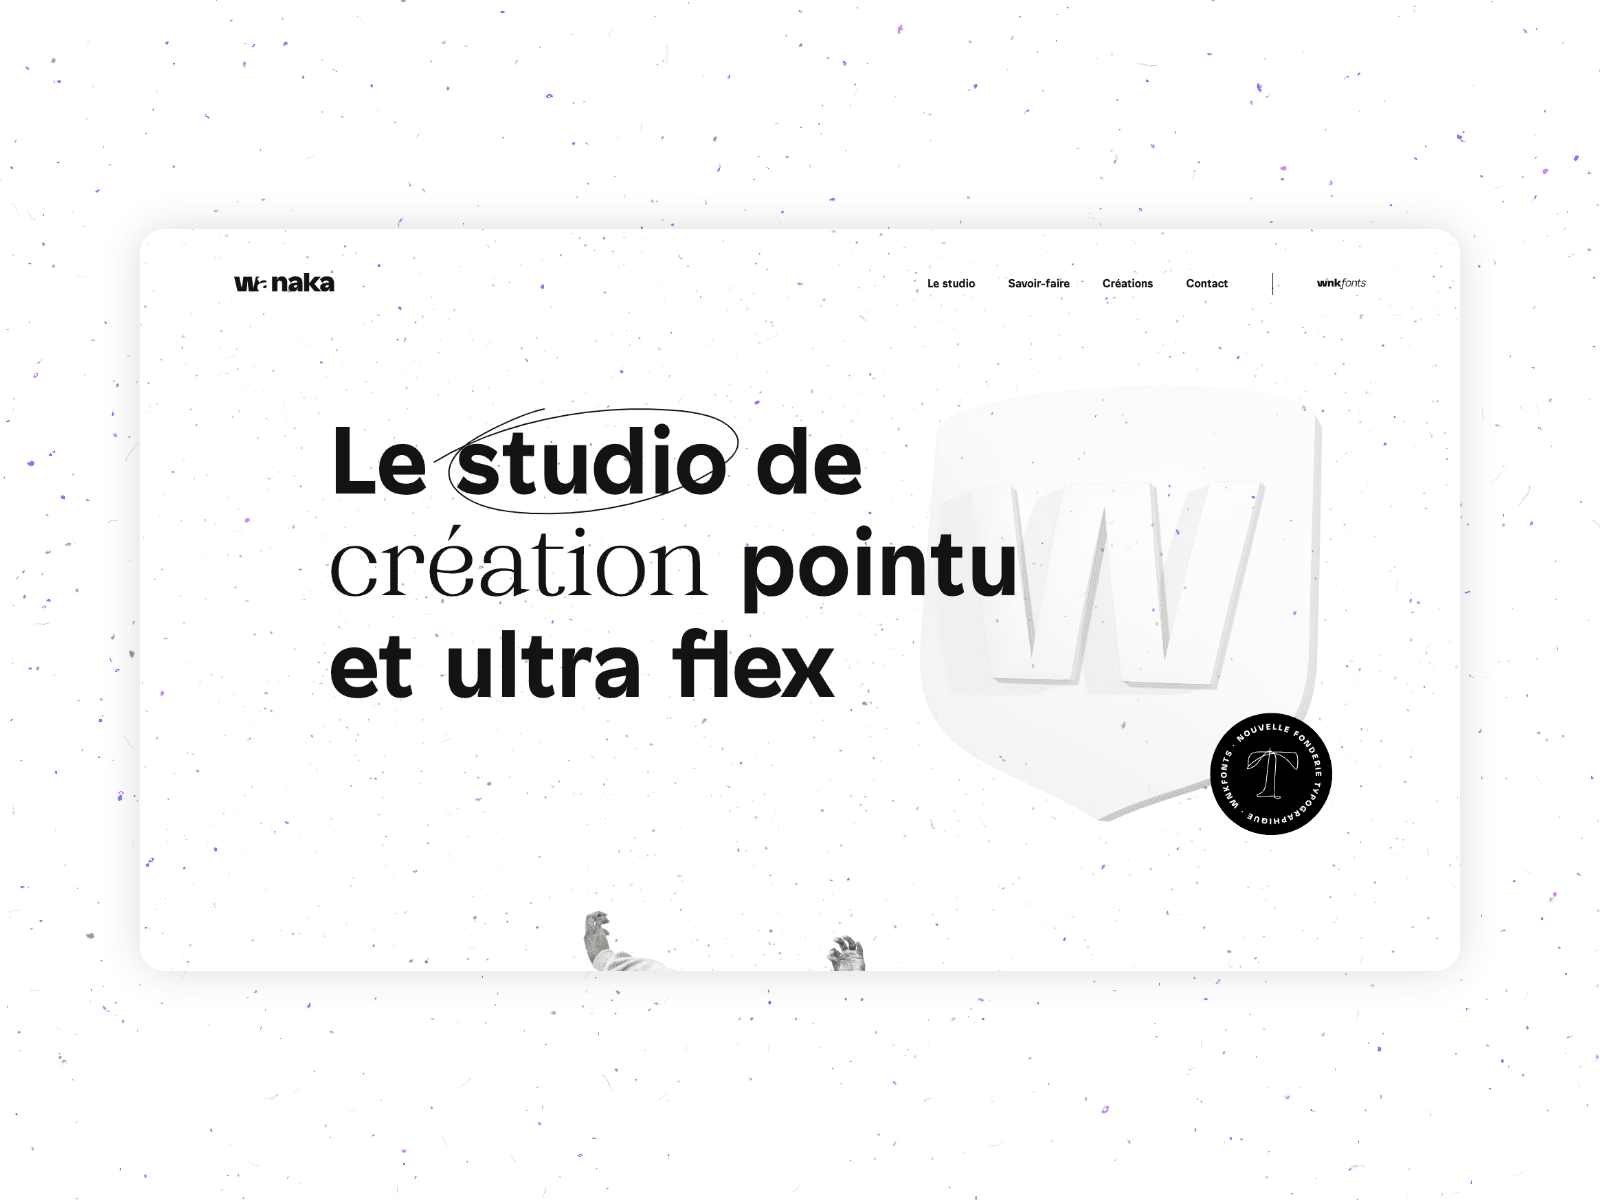 wanaka
Le studio Savoir-faire Créations Contact wnkfonts
Le studio de
création pointu
et ultra flex
W
NOUVELLE FONDERIE TYPOGRAPHIQUE · WNKFONTS ·
T